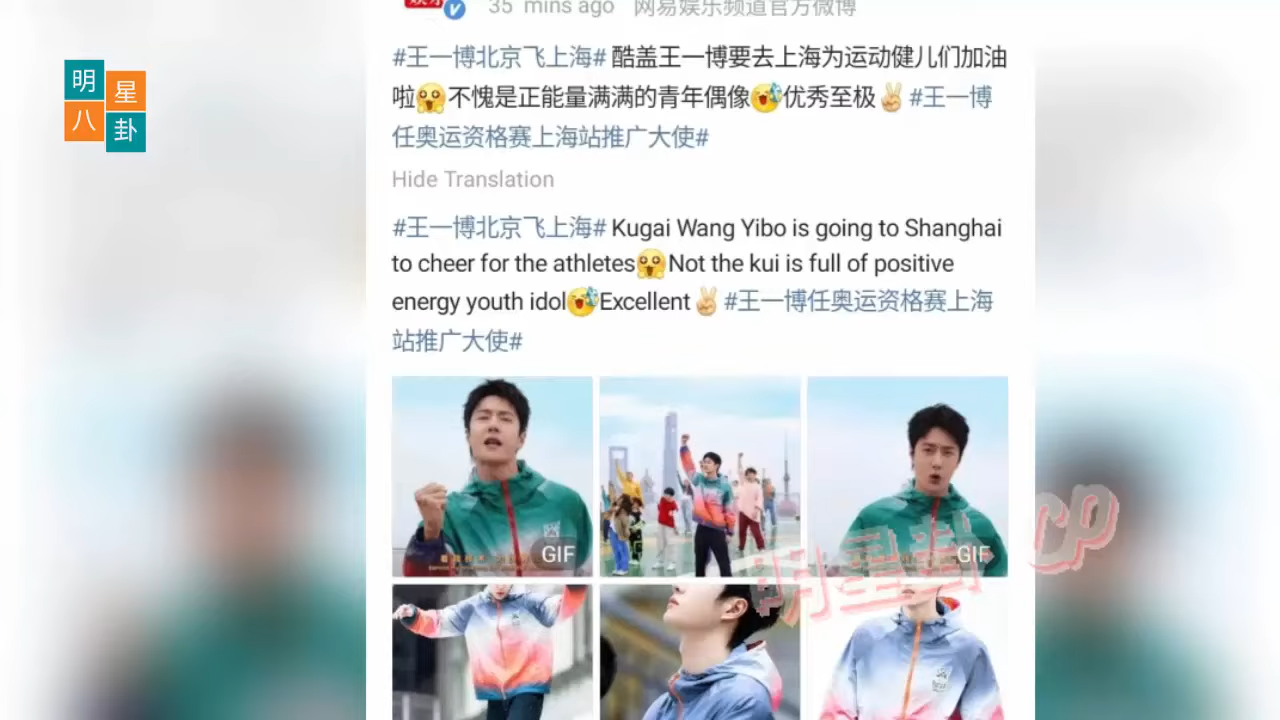 明星
八卦
35 mins ago 网易娱乐频道官方微博
#王一博北京飞上海# 酷盖王一博要去上海为运动健儿们加油
啦😲不愧是正能量满满的青年偶像😅优秀至极✌️#王一博
任奥运资格赛上海站推广大使#
Hide Translation
#王一博北京飞上海# Kugai Wang Yibo is going to Shanghai
to cheer for the athletes😲Not the kui is full of positive
energy youth idol😅Excellent✌️#王一博任奥运资格赛上海
站推广大使#
GIF
GIF
cp